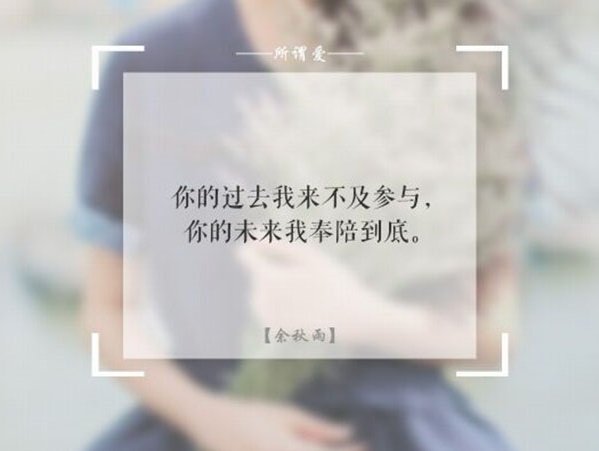 所谓爱
你的过去我来不及参与，
你的未来我奉陪到底。
【余秋雨】